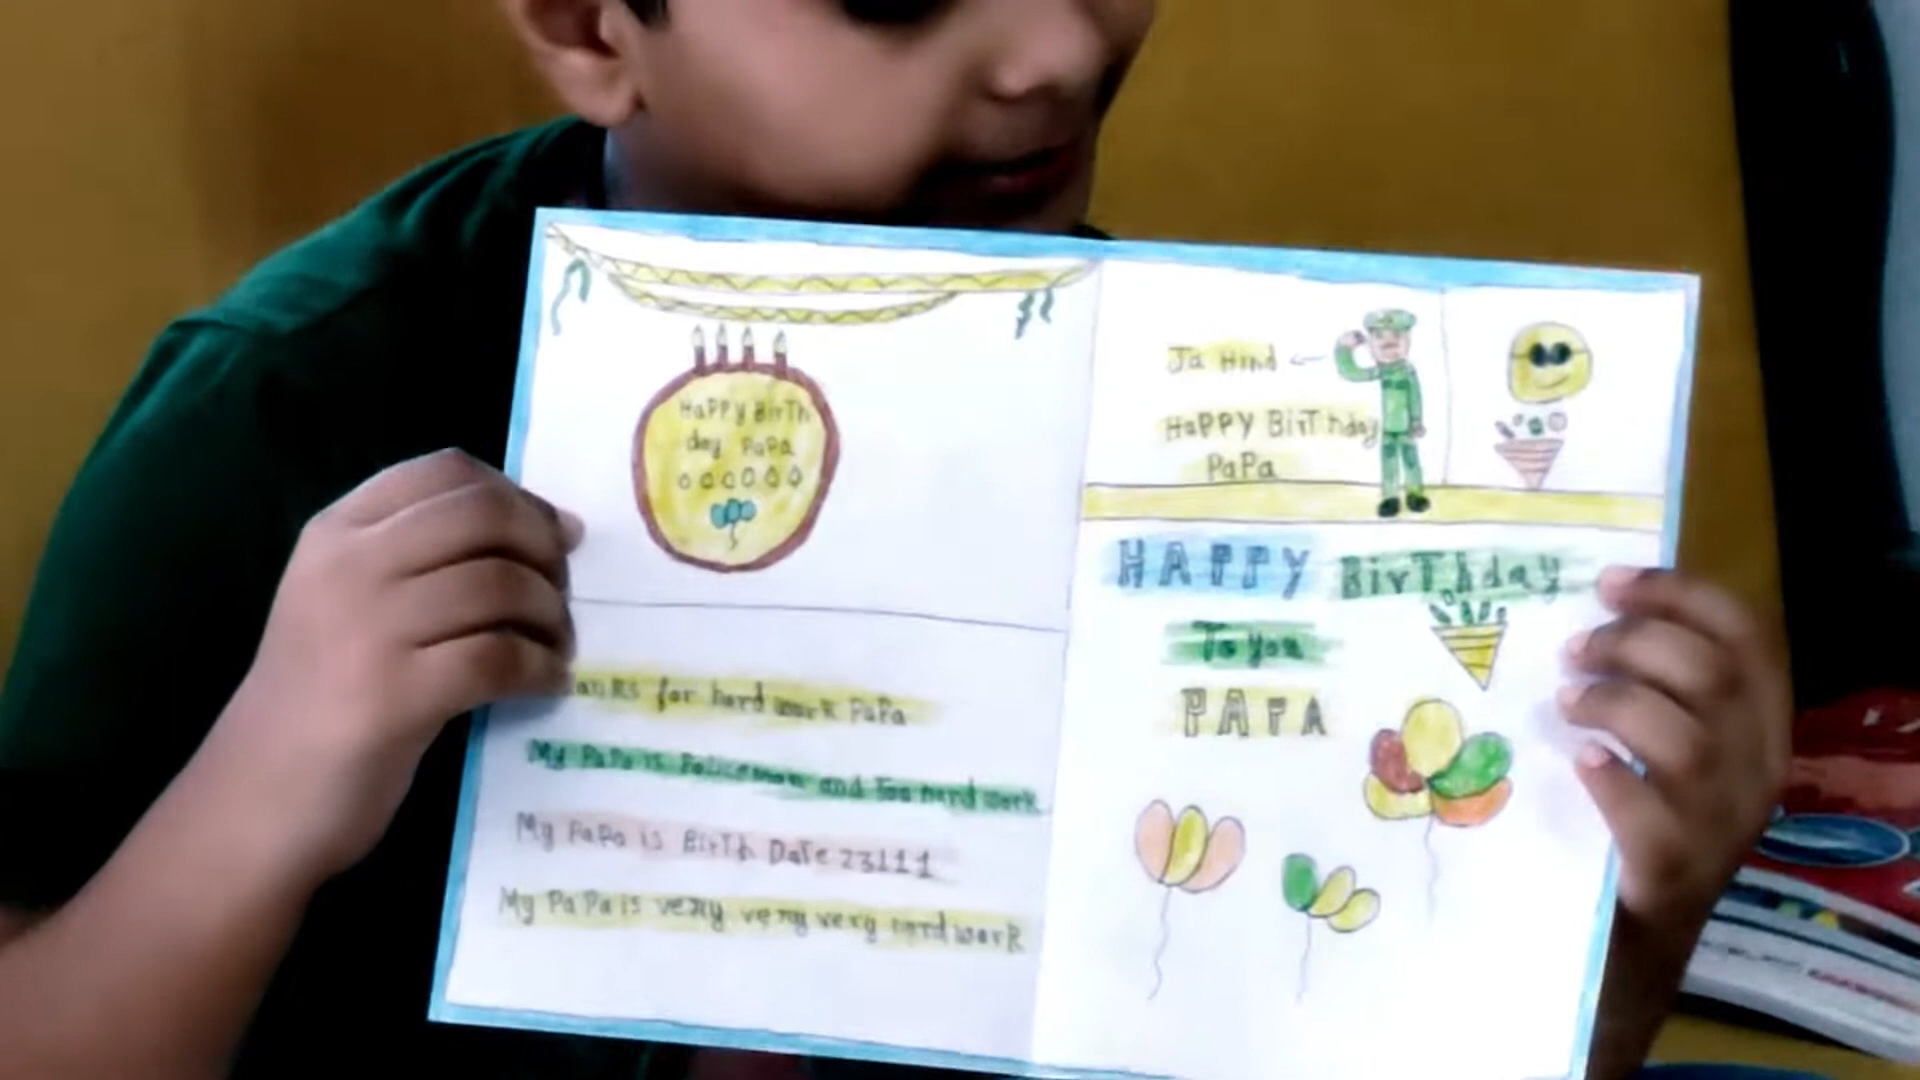 Happy Birth
day PaPa
anks for hard work PaPa
My PaPa is Policeman and Too hard work
My PaPa is BirTh DaTe 23111
My PaPa is very very very hard work
Ja Hind
HaPPY BirThday
PaPa
HAPPY BirThday
To you
PAPA